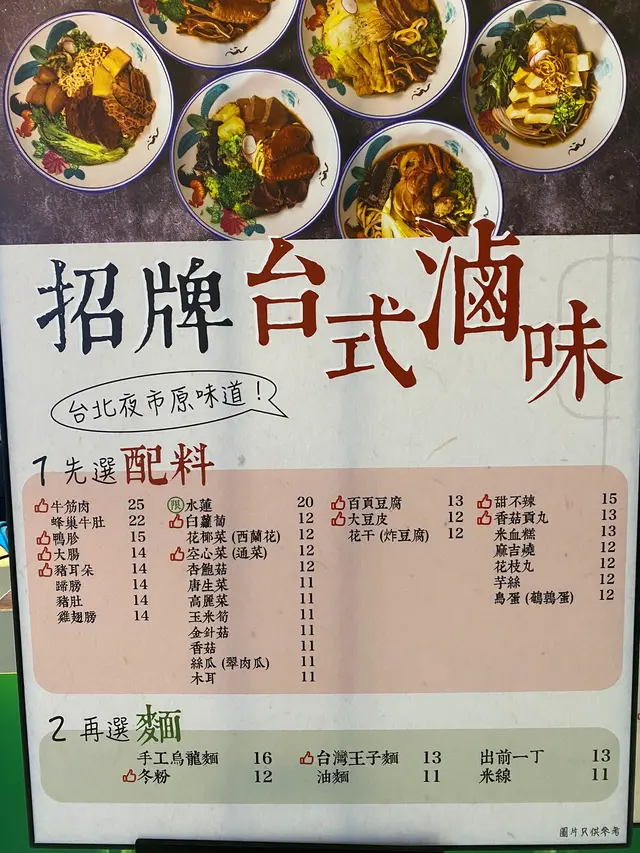 招牌台式滷味
台北夜市原味道!
1 先選配料
牛筋肉 25
蜂巢牛肚 22
鴨胗 15
大腸 14
豬耳朵 14
蹄膀 14
豬肚 14
雞翅膀 14
限 水蓮 20
白蘿蔔 12
花椰菜 (西蘭花) 12
空心菜 (通菜) 12
杏鮑菇 12
唐生菜 11
高麗菜 11
玉米筍 11
金針菇 11
香菇 11
絲瓜 (翠肉瓜) 11
木耳 11
百頁豆腐 13
大豆皮 12
花干 (炸豆腐) 12
甜不辣 15
香菇貢丸 13
米血糕 13
麻吉燒 12
花枝丸 12
芋絲 12
鳥蛋 (鵪鶉蛋) 12
2 再選麵
手工烏龍麵 16
冬粉 12
台灣王子麵 13
油麵 11
出前一丁 13
米線 11
圖片只供參考